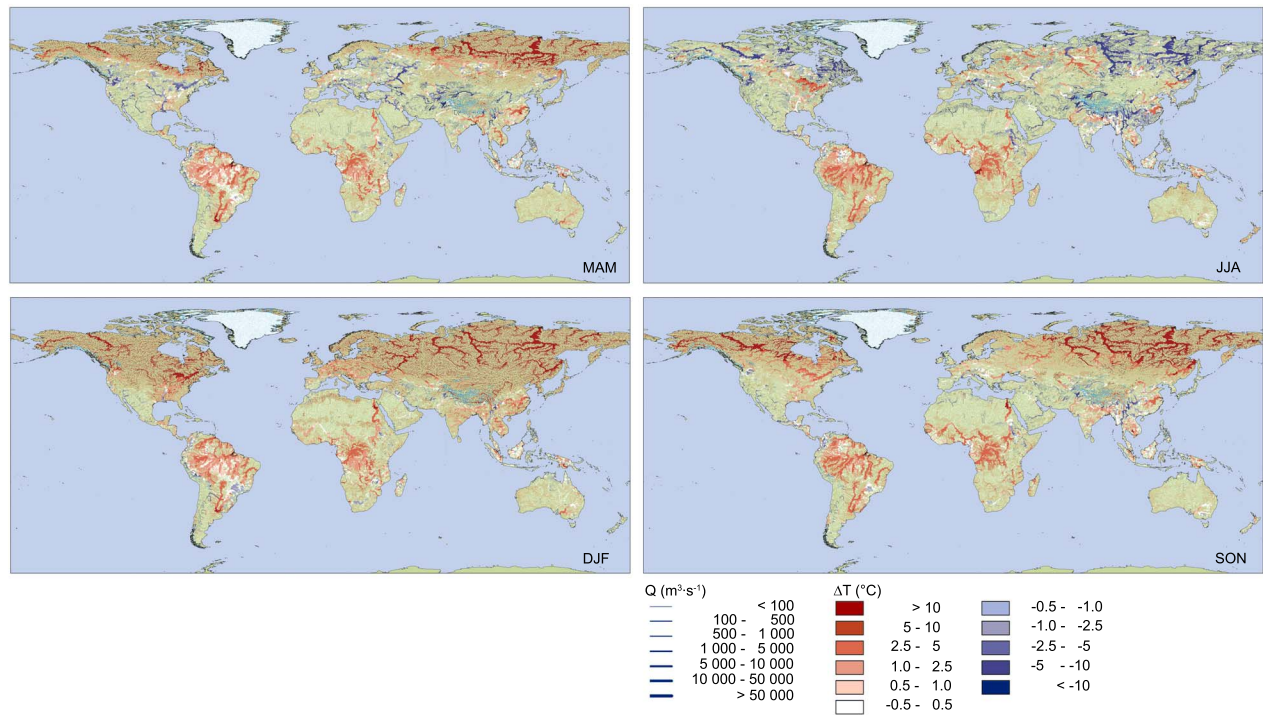 MAM
JJA
DJF
SON
Q (m³·s⁻¹)
< 100
100 - 500
500 - 1 000
1 000 - 5 000
5 000 - 10 000
10 000 - 50 000
> 50 000
ΔT (°C)
> 10
5 - 10
2.5 - 5
1.0 - 2.5
0.5 - 1.0
-0.5 - 0.5
-0.5 - -1.0
-1.0 - -2.5
-2.5 - -5
-5 - -10
< -10